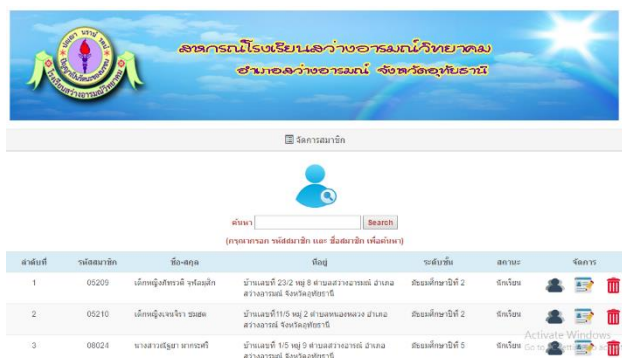 สหกรณ์โรงเรียนสว่างอารมณ์วิทยาคม
อำเภอสว่างอารมณ์ จังหวัดอุทัยธานี
จัดการสมาชิก
ค้นหา Search
(กรุณากรอก รหัสสมาชิก และ ชื่อสมาชิก เพื่อค้นหา)
ลำดับที่ รหัสสมาชิก ชื่อ-สกุล ที่อยู่ ระดับชั้น สถานะ จัดการ
1 05209 เด็กหญิงภัทรวดี บ้านเลขที่ 23/2 หมู่ 8 ตำบลสว่างอารมณ์ อำเภอ มัธยมศึกษาปีที่ 2 นักเรียน
สว่างอารมณ์ จังหวัดอุทัยธานี
2 05210 เด็กหญิงเจนจิรา บ้านเลขที่11/5 หมู่ 2 ตำบลหนองหลวง อำเภอ มัธยมศึกษาปีที่ 2 นักเรียน
สว่างอารมณ์ จังหวัดอุทัยธานี
3 08024 บ้านเลขที่ 1/5 หมู่ 9 ตำบลสว่างอารมณ์ อำเภอ มัธยมศึกษาปีที่ 5 นักเรียน
สว่างอารมณ์ จังหวัดอุทัยธานี
Activate Windows